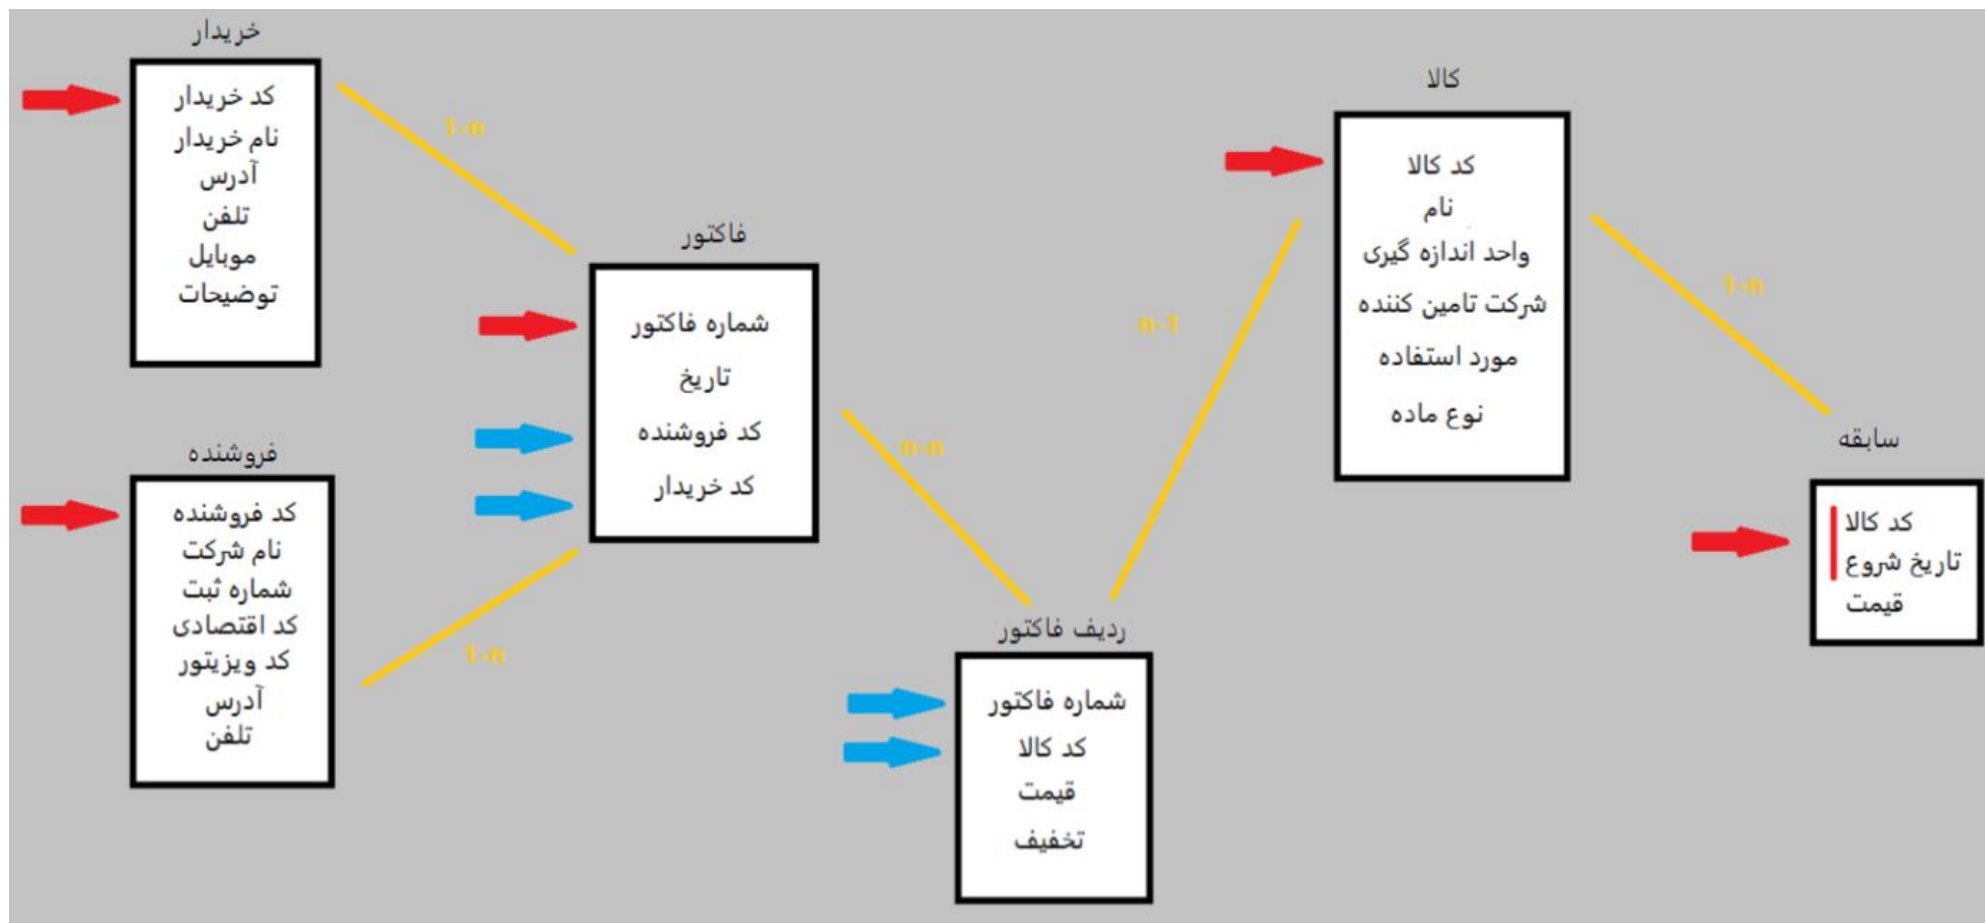 خریدار
کد خریدار
نام خریدار
آدرس
تلفن
موبایل
توضیحات
1-n
فروشنده
کد فروشنده
نام شرکت
شماره ثبت
کد اقتصادی
کد ویزیتور
آدرس
تلفن
1-n
فاکتور
شماره فاکتور
تاریخ
کد فروشنده
کد خریدار
n-n
ردیف فاکتور
شماره فاکتور
کد کالا
قیمت
تخفیف
n-1
کالا
کد کالا
نام
واحد اندازه گیری
شرکت تامین کننده
مورد استفاده
نوع ماده
1-n
سابقه
کد کالا
تاریخ شروع
قیمت